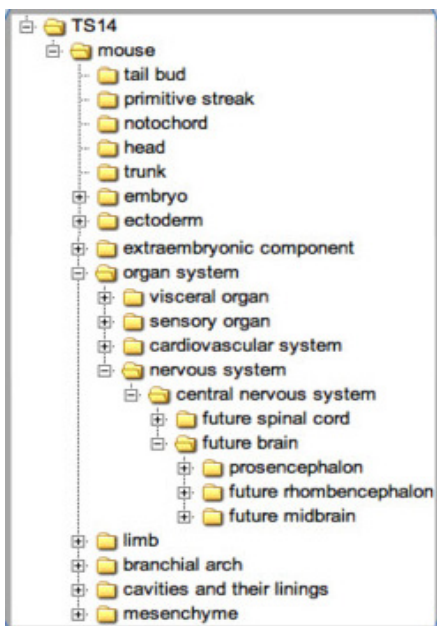 TS14
mouse
tail bud
primitive streak
notochord
head
trunk
embryo
ectoderm
extraembryonic component
organ system
visceral organ
sensory organ
cardiovascular system
nervous system
central nervous system
future spinal cord
future brain
prosencephalon
future rhombencephalon
future midbrain
limb
branchial arch
cavities and their linings
mesenchyme